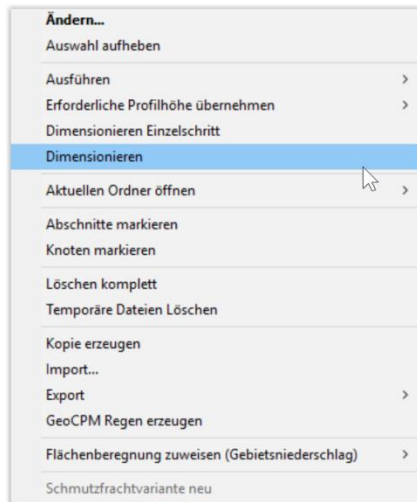 Ändern...
Auswahl aufheben
Ausführen
Erforderliche Profilhöhe übernehmen
Dimensionieren Einzelschritt
Dimensionieren
Aktuellen Ordner öffnen
Abschnitte markieren
Knoten markieren
Löschen komplett
Temporäre Dateien Löschen
Kopie erzeugen
Import...
Export
GeoCPM Regen erzeugen
Flächenberegnung zuweisen (Gebietsniederschlag)
Schmutzfrachtvariante neu